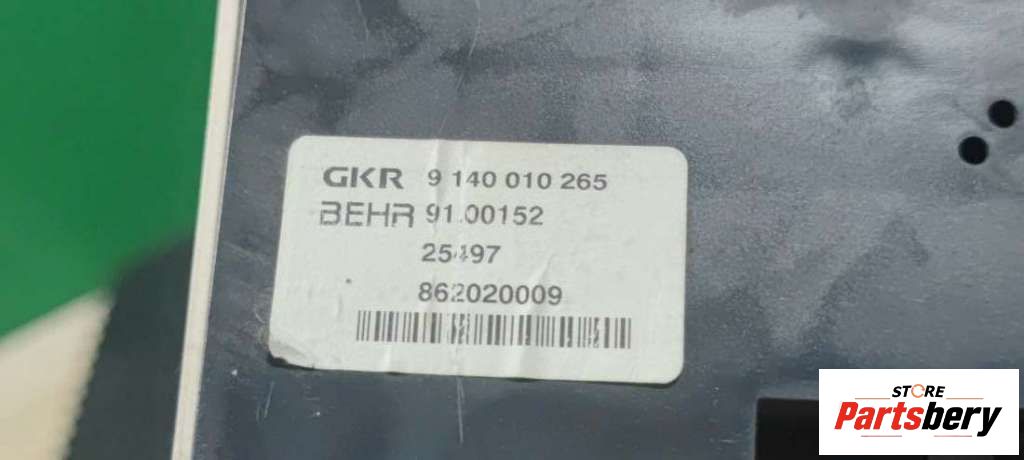 GKR 9 140 010 265
BEHR 91.00152
25497
862020009
STORE
Partsbery